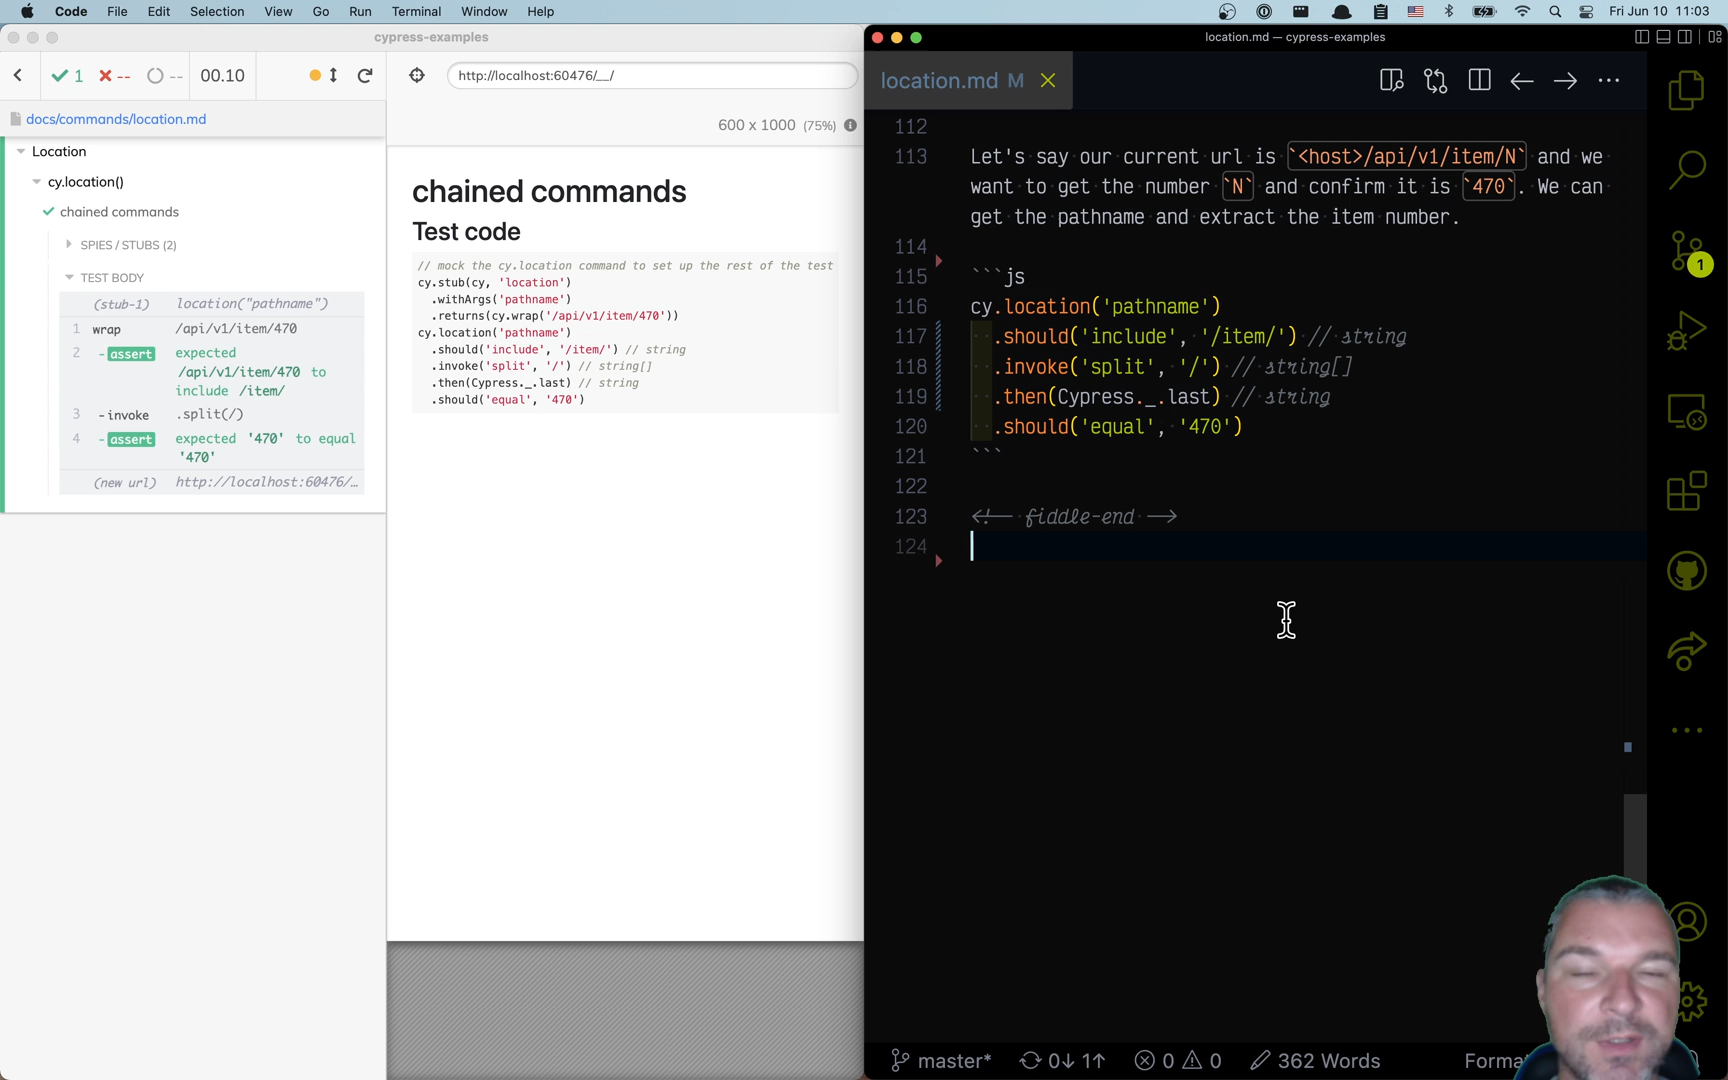 Code File Edit Selection View Go Run Terminal Window Help Fri Jun 10 11:03
cypress-examples
1 -- -- 00.10
http://localhost:60476/__/
docs/commands/location.md
600 x 1000 (75%)
Location
cy.location()
chained commands
SPIES / STUBS (2)
TEST BODY
(stub-1) location("pathname")
1 wrap /api/v1/item/470
2 -assert expected
/api/v1/item/470 to
include /item/
3 -invoke .split(/)
4 -assert expected '470' to equal
'470'
(new url) http://localhost:60476/…
chained commands
Test code
// mock the cy.location command to set up the rest of the test
cy.stub(cy, 'location')
.withArgs('pathname')
.returns(cy.wrap('/api/v1/item/470'))
cy.location('pathname')
.should('include', '/item/') // string
.invoke('split', '/') // string[]
.then(Cypress._.last) // string
.should('equal', '470')
location.md — cypress-examples
location.md M
112
113 Let's say our current url is `<host>/api/v1/item/N` and we
want to get the number `N` and confirm it is `470`. We can
get the pathname and extract the item number.
114
115 ```js
116 cy.location('pathname')
117 .should('include', '/item/') // string
118 .invoke('split', '/') // string[]
119 .then(Cypress._.last) // string
120 .should('equal', '470')
121 ```
122
123 <!-- fiddle-end -->
124
1
master* 0↓ 1↑ 0 0 362 Words